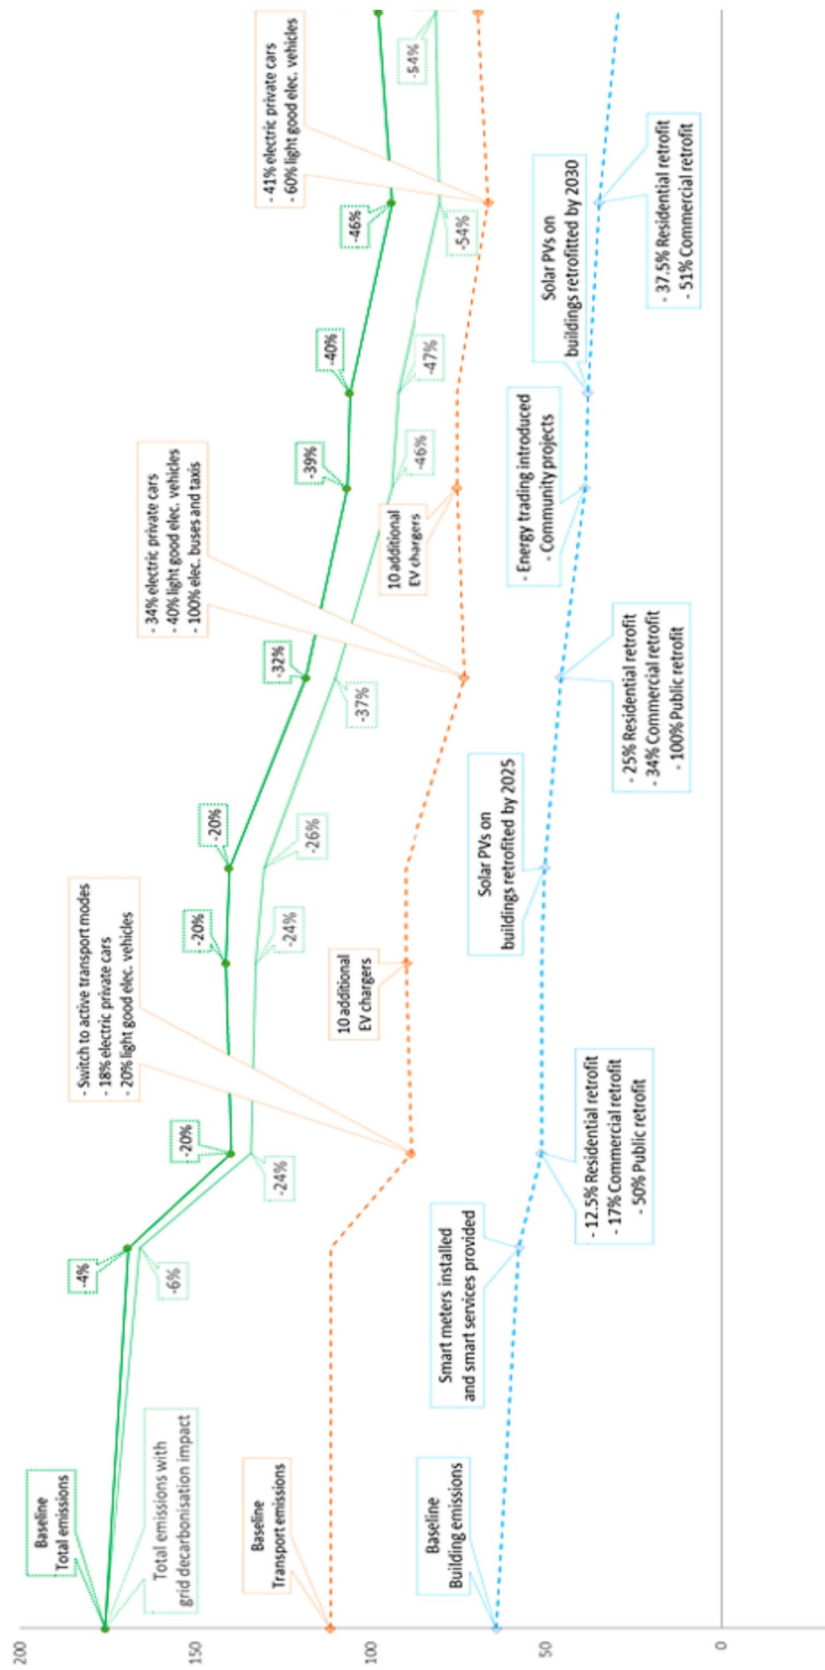 200
150
100
50
0
Baseline
Total emissions
Total emissions with
grid decarbonisation impact
Baseline
Transport emissions
Baseline
Building emissions
-4%
-6%
Smart meters installed
and smart services provided
- Switch to active transport modes
- 18% electric private cars
- 20% light good elec. vehicles
-20%
-24%
- 12.5% Residential retrofit
- 17% Commercial retrofit
- 50% Public retrofit
-20%
-24%
10 additional
EV chargers
-20%
-26%
Solar PVs on
buildings retrofited by 2025
- 34% electric private cars
- 40% light good elec. vehicles
- 100% elec. buses and taxis
-32%
-37%
- 25% Residential retrofit
- 34% Commercial retrofit
- 100% Public retrofit
-39%
-46%
10 additional
EV chargers
- Energy trading introduced
- Community projects
-40%
-47%
Solar PVs on
buildings retrofitted by 2030
- 41% electric private cars
- 60% light good elec. vehicles
-46%
-54%
- 37.5% Residential retrofit
- 51% Commercial retrofit
-54%